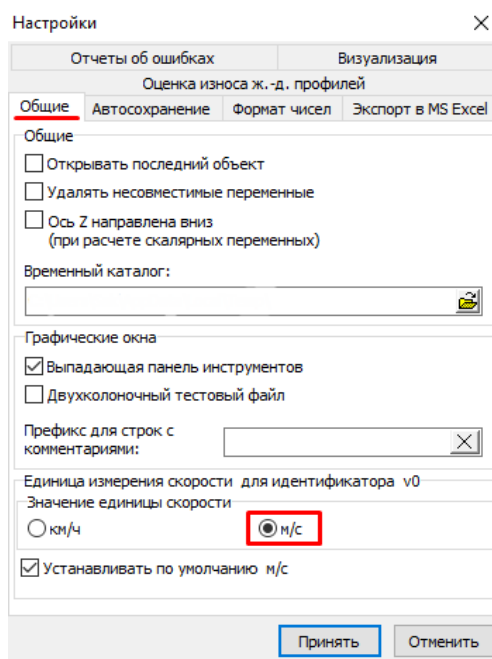 Настройки
Отчеты об ошибках
Визуализация
Оценка износа ж.-д. профилей
Общие
Автосохранение
Формат чисел
Экспорт в MS Excel
Общие
Открывать последний объект
Удалять несовместимые переменные
Ось Z направлена вниз
(при расчете скалярных переменных)
Временный каталог:
Графические окна
Выпадающая панель инструментов
Двухколоночный тестовый файл
Префикс для строк с
комментариями:
Единица измерения скорости для идентификатора v0
Значение единицы скорости
км/ч
м/с
Устанавливать по умолчанию м/с
Принять
Отменить